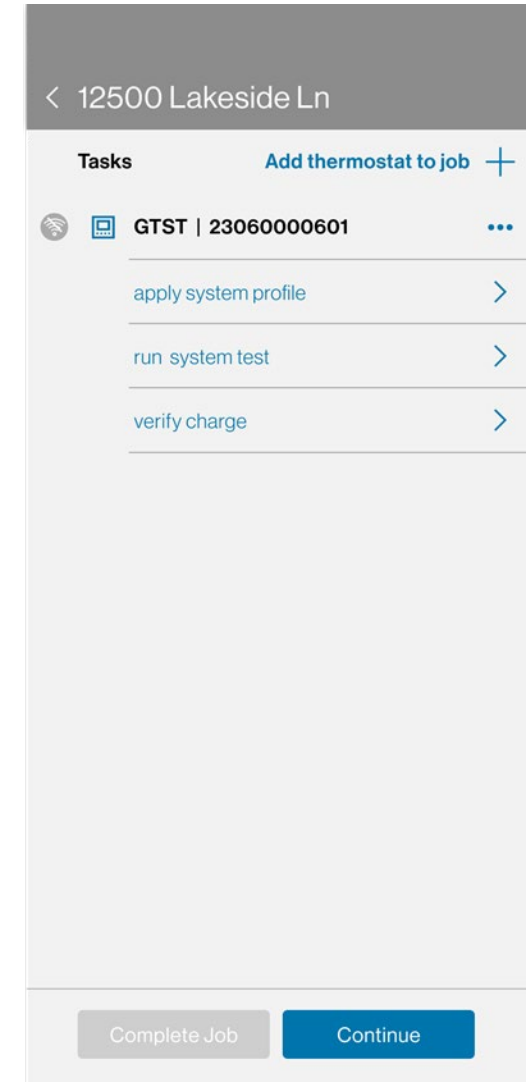 12500 Lakeside Ln
Tasks Add thermostat to job
GTST | 23060000601
apply system profile
run system test
verify charge
Complete Job Continue